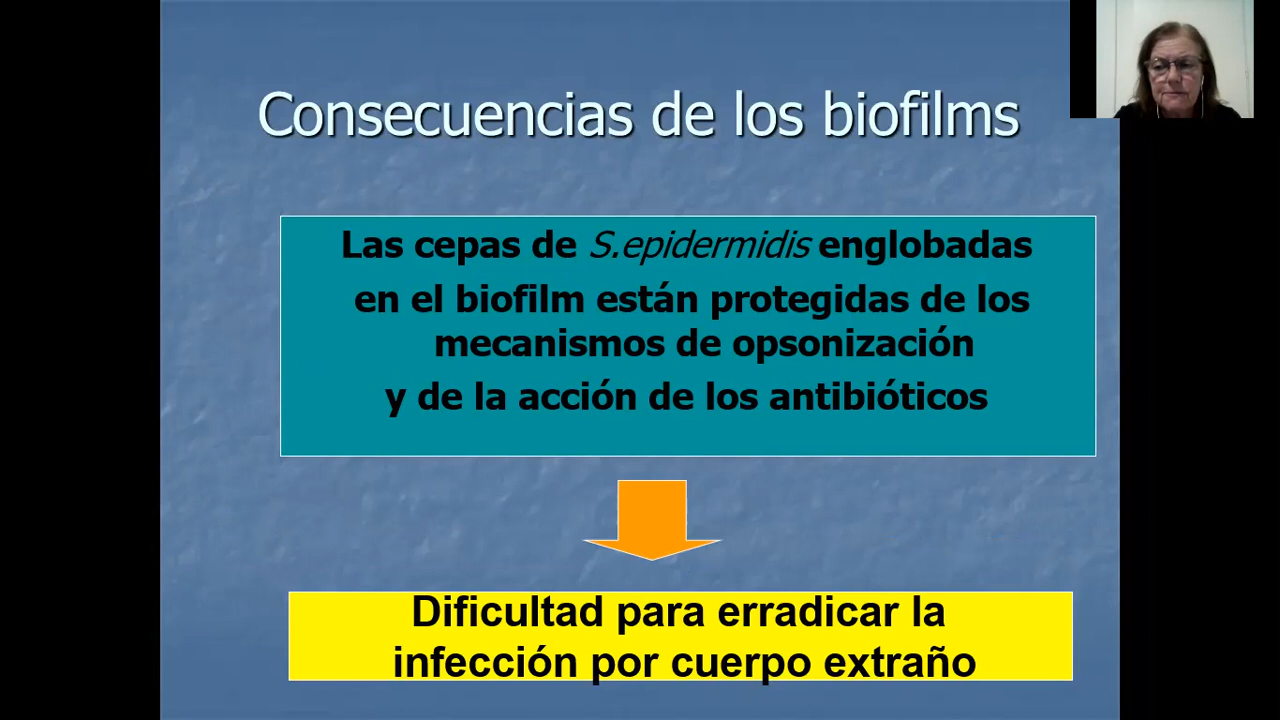 Consecuencias de los biofilms
Las cepas de S.epidermidis englobadas
en el biofilm están protegidas de los
mecanismos de opsonización
y de la acción de los antibióticos
Dificultad para erradicar la
infección por cuerpo extraño